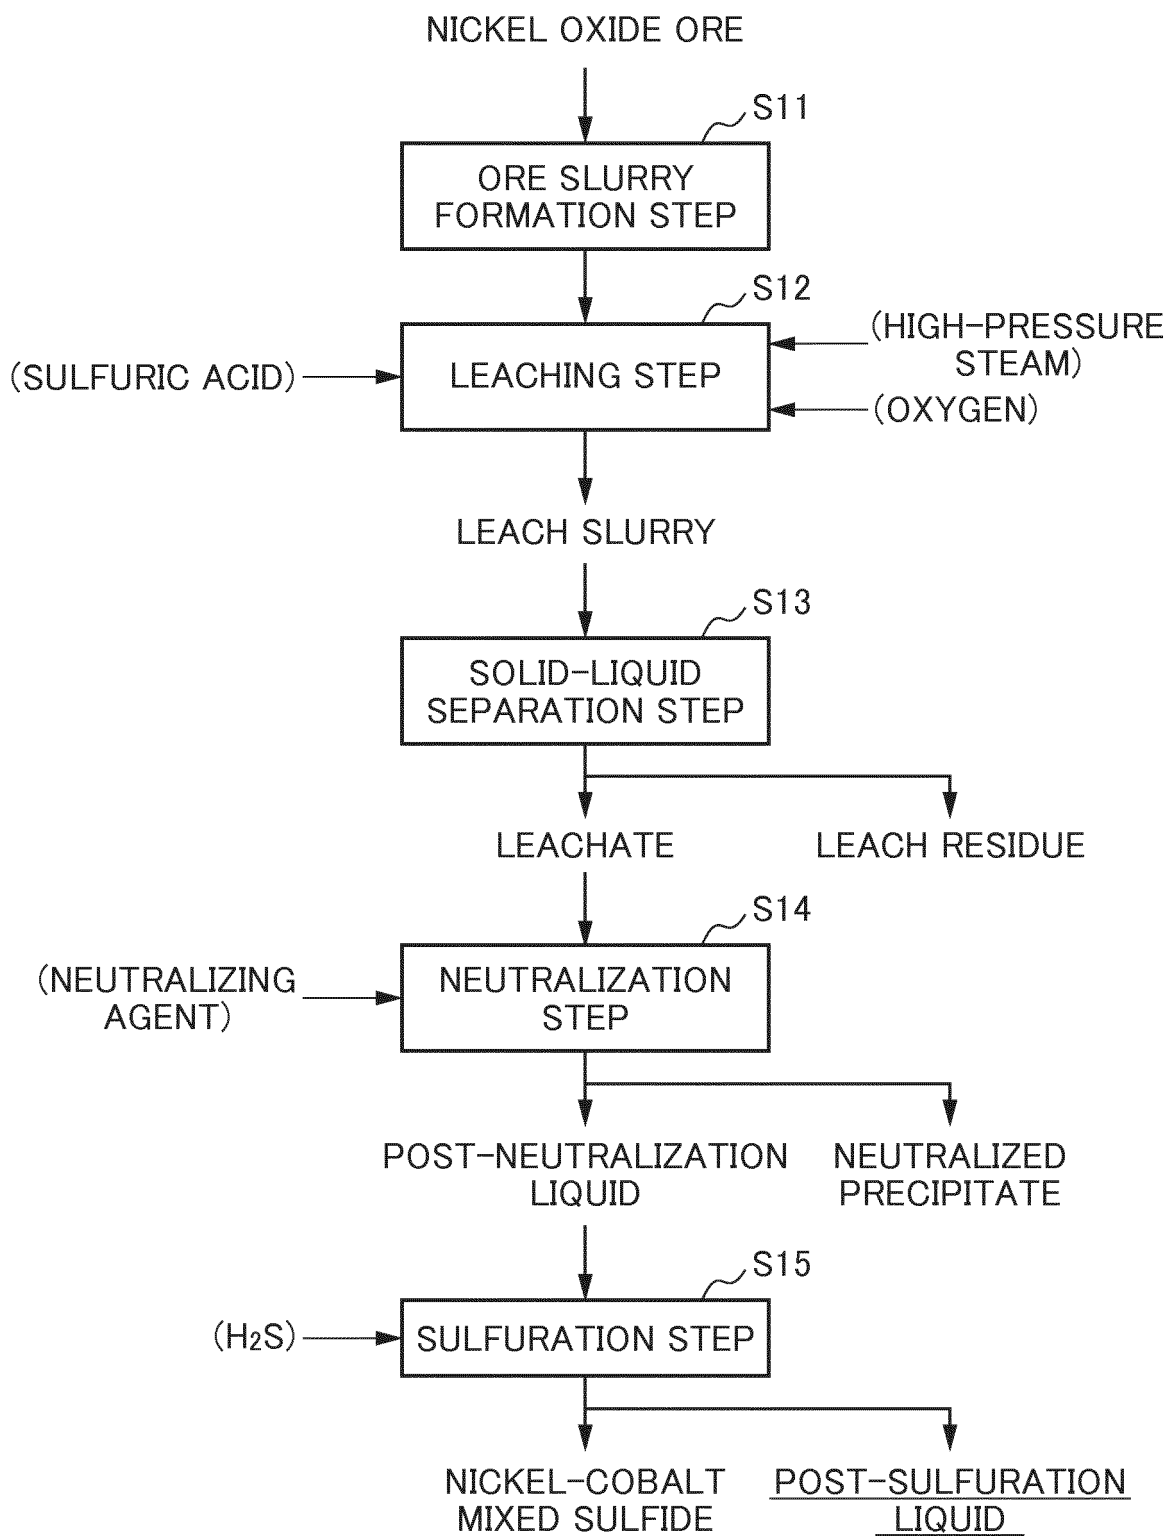 NICKEL OXIDE ORE
S11
ORE SLURRY
FORMATION STEP
S12
(HIGH-PRESSURE
STEAM)
(SULFURIC ACID)
LEACHING STEP
(OXYGEN)
LEACH SLURRY
S13
SOLID-LIQUID
SEPARATION STEP
LEACHATE
LEACH RESIDUE
S14
(NEUTRALIZING
AGENT)
NEUTRALIZATION
STEP
POST-NEUTRALIZATION
LIQUID
NEUTRALIZED
PRECIPITATE
S15
(H₂S)
SULFURATION STEP
NICKEL-COBALT
MIXED SULFIDE
POST-SULFURATION
LIQUID